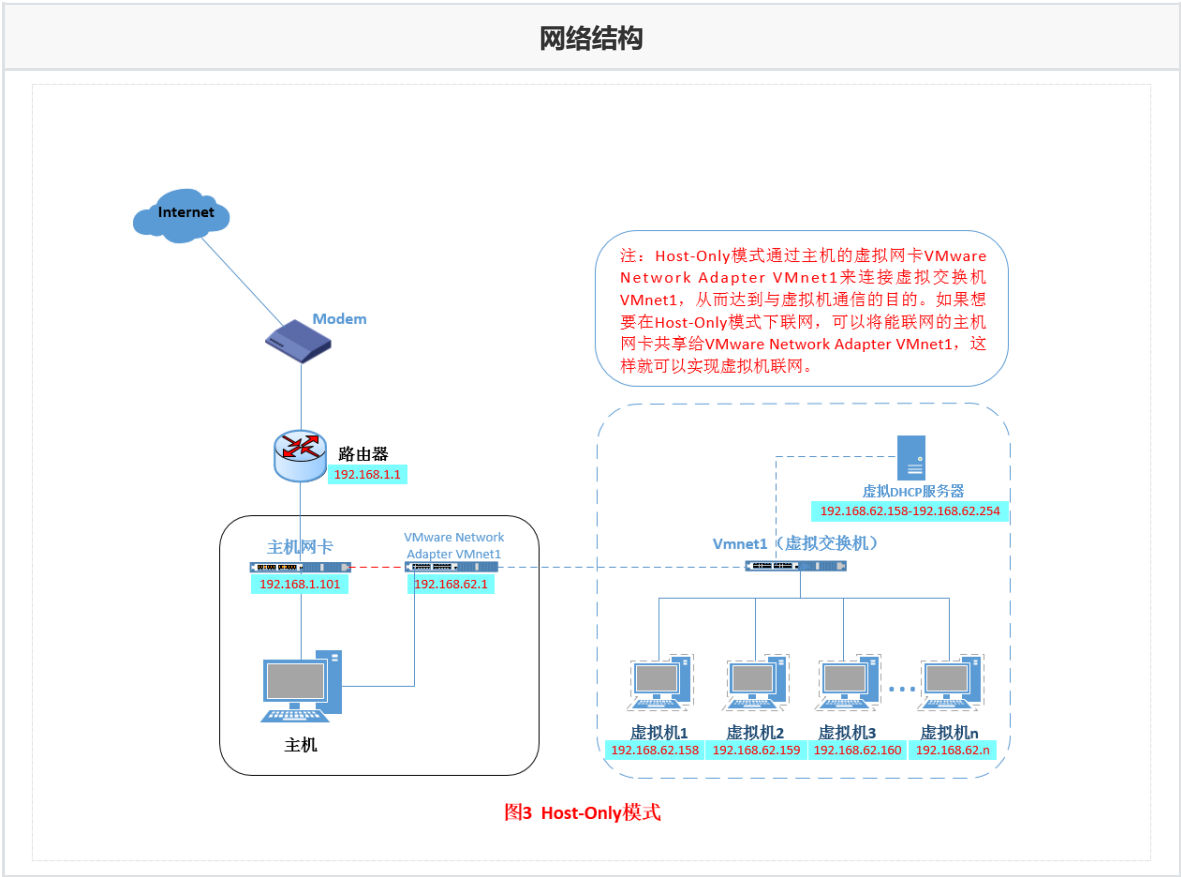 网络结构
Internet
Modem
注：Host-Only模式通过主机的虚拟网卡VMware
Network Adapter VMnet1来连接虚拟交换机
VMnet1，从而达到与虚拟机通信的目的。如果想
要在Host-Only模式下联网，可以将能联网的主机
网卡共享给VMware Network Adapter VMnet1，这
样就可以实现虚拟机联网。
路由器
192.168.1.1
主机网卡
192.168.1.101
VMware Network
Adapter VMnet1
192.168.62.1
主机
虚拟DHCP服务器
192.168.62.158-192.168.62.254
Vmnet1（虚拟交换机）
虚拟机1
192.168.62.158
虚拟机2
192.168.62.159
虚拟机3
192.168.62.160
虚拟机n
192.168.62.n
图3 Host-Only模式